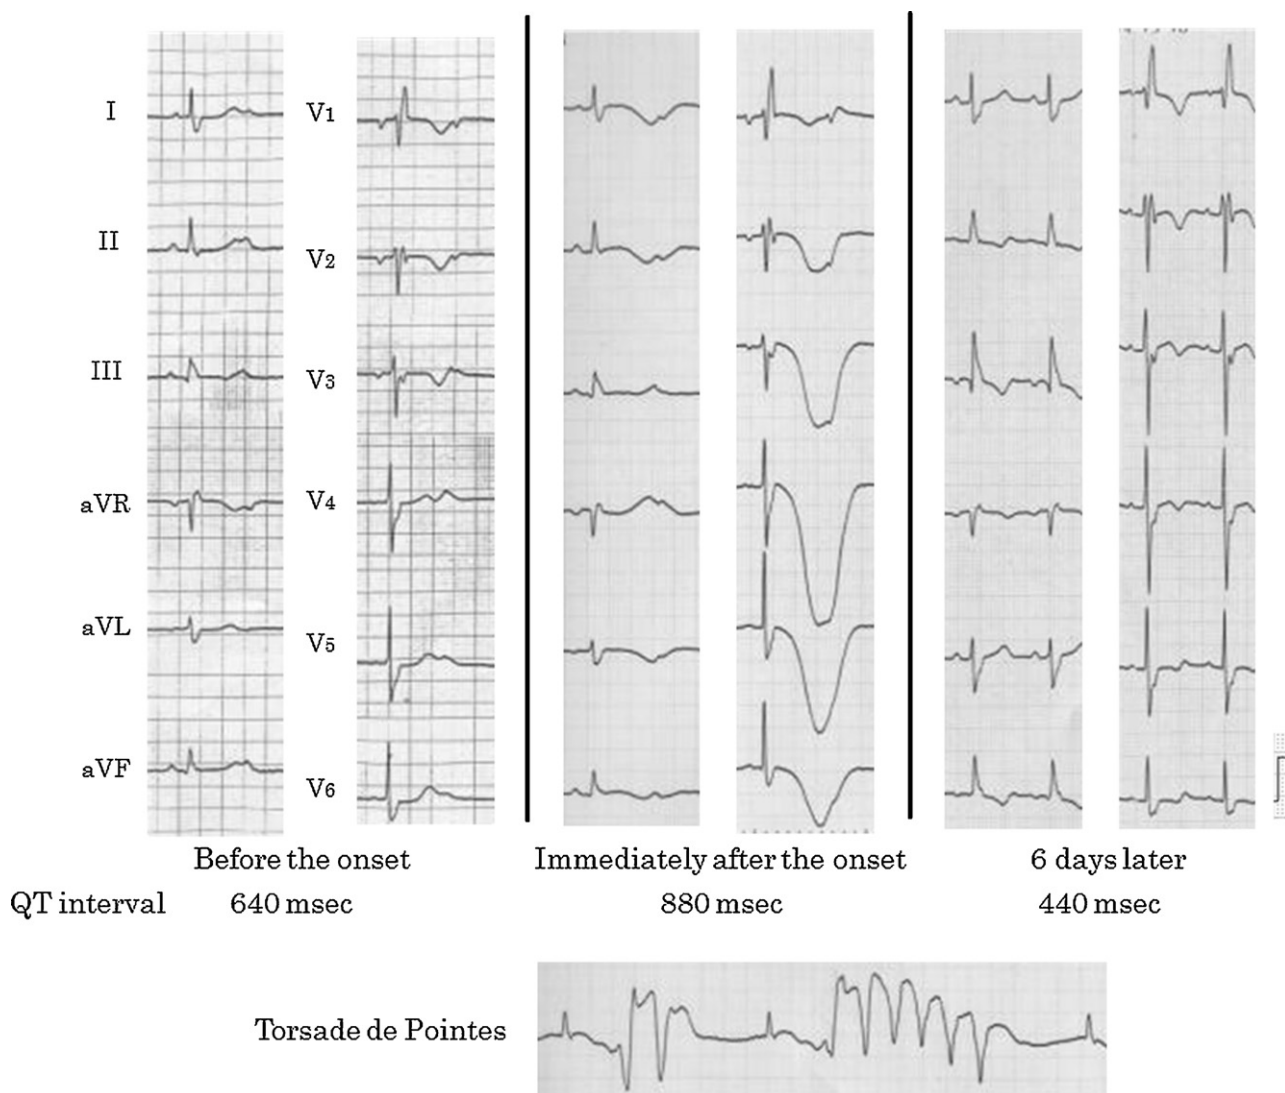 I
II
III
aVR
aVL
aVF
V1
V2
V3
V4
V5
V6
Before the onset
Immediately after the onset
6 days later
QT interval 640 msec 880 msec 440 msec
Torsade de Pointes